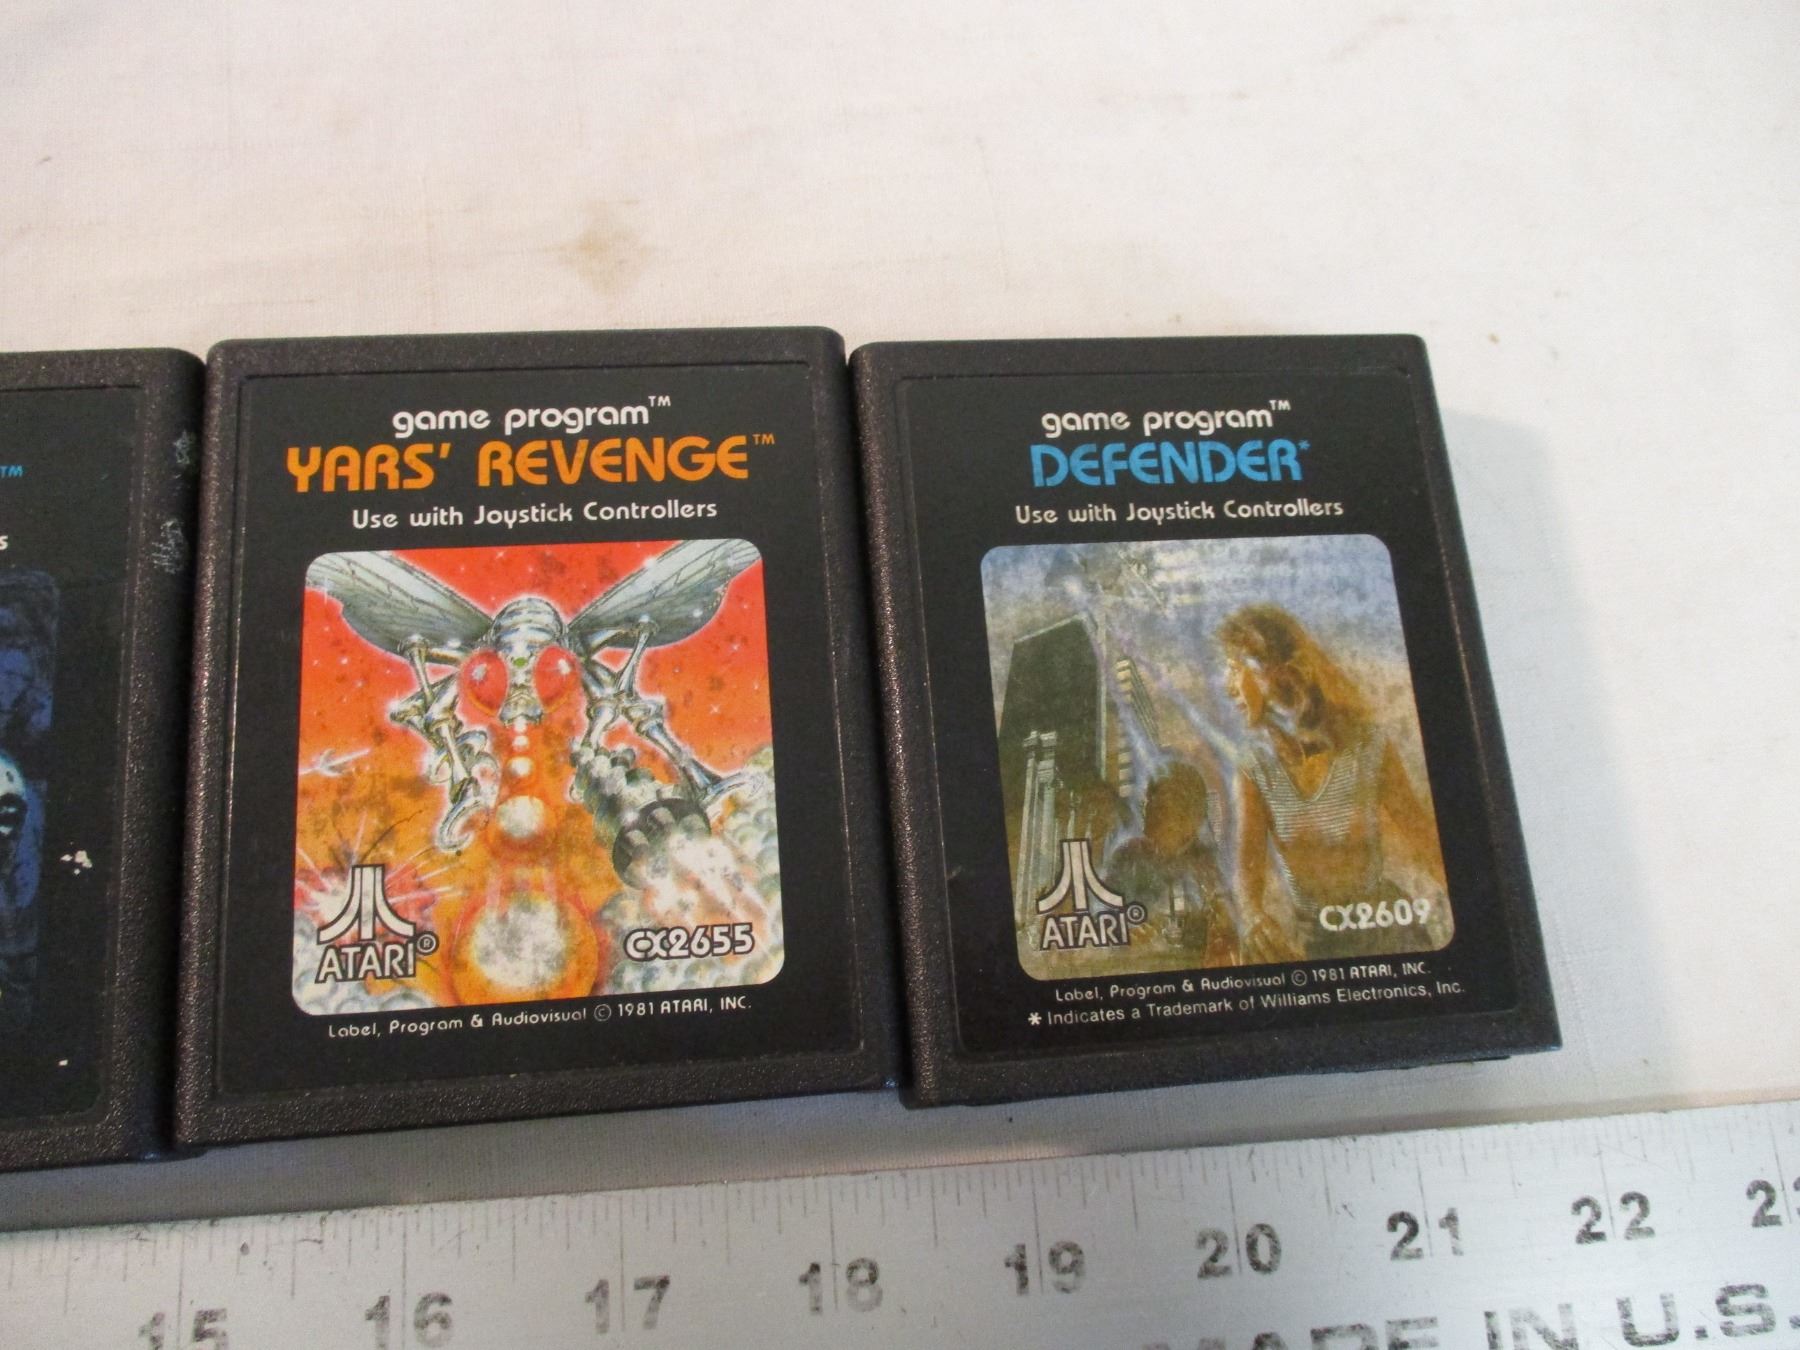 TM
s
game program™
YARS' REVENGE™
Use with Joystick Controllers
ATARI®
CX2655
Label, Program & Audiovisual © 1981 ATARI, INC.
game program™
DEFENDER*
Use with Joystick Controllers
ATARI®
CX2609
Label, Program & Audiovisual © 1981 ATARI, INC.
* Indicates a Trademark of Williams Electronics, Inc.
15 16 17 18 19 20 21 22 23
MADE IN U.S.